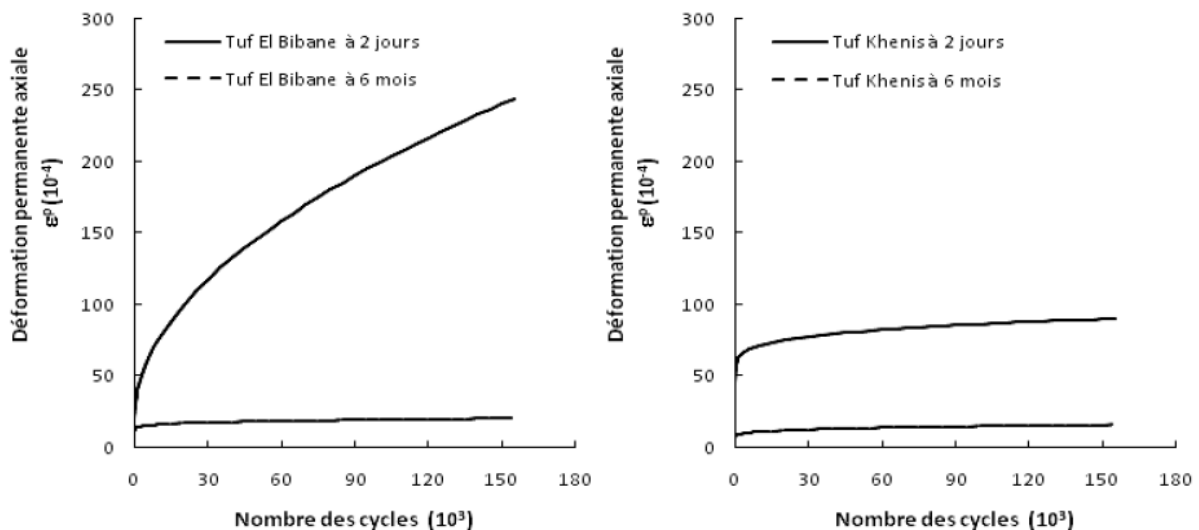 300
250
200
150
100
50
0
Déformation permanente axiale
εᵖ (10⁻⁴)
Tuf El Bibane à 2 jours
Tuf El Bibane à 6 mois
0 30 60 90 120 150 180
Nombre des cycles (10³)
300
250
200
150
100
50
0
Déformation permanente axiale
εᵖ (10⁻⁴)
Tuf Khenis à 2 jours
Tuf Khenis à 6 mois
0 30 60 90 120 150 180
Nombre des cycles (10³)